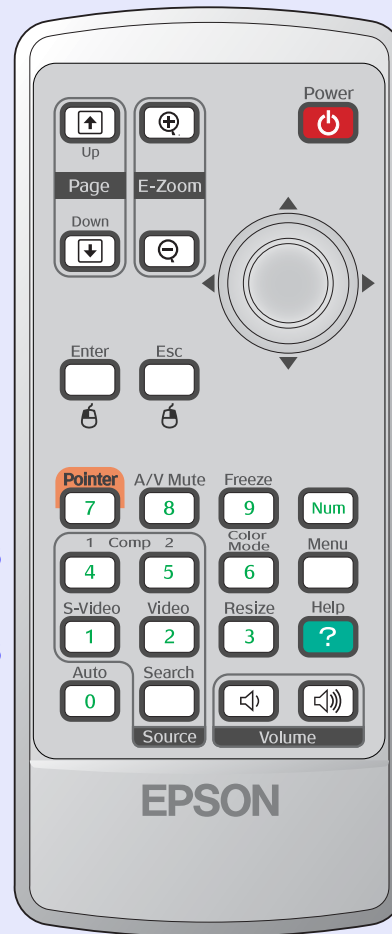 Power
Up
Page E-Zoom
Down
Enter Esc
Pointer A/V Mute Freeze
7 8 9 Num
1 Comp 2 Color Mode Menu
4 5 6
S-Video Video Resize Help
1 2 3 ?
Auto Search
0
Source Volume
EPSON